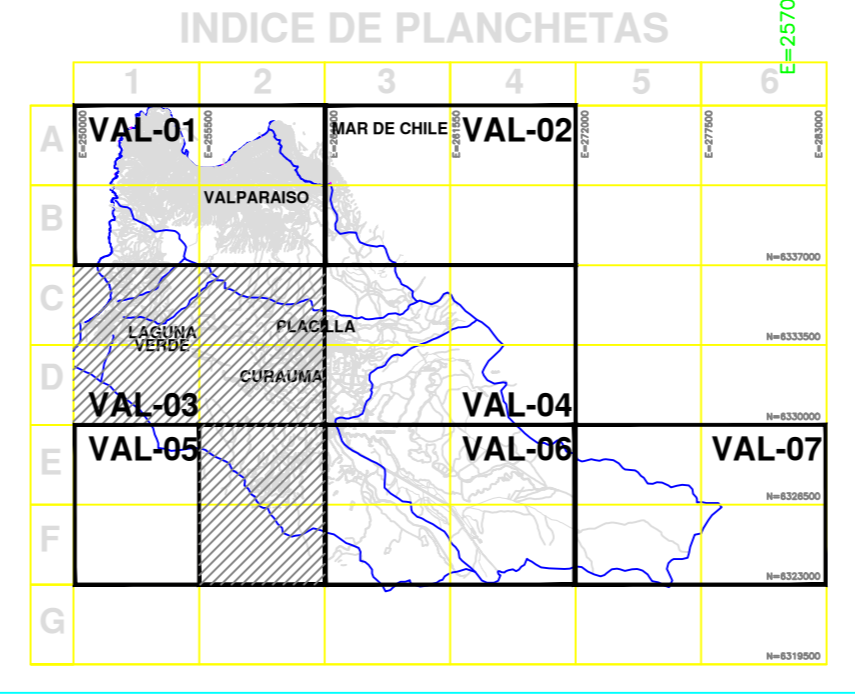 INDICE DE PLANCHETAS
E=2570
1 2 3 4 5 6
A
VAL-01
MAR DE CHILE
VAL-02
E=250000
E=255500
E=261550
E=272000
E=277500
E=283000
B
VALPARAISO
N=6337000
C
LAGUNA
VERDE
PLACILLA
N=6333500
D
CURAUMA
VAL-03
VAL-04
N=6330000
VAL-05
VAL-06
VAL-07
E
N=6326500
F
N=6323000
G
N=6319500